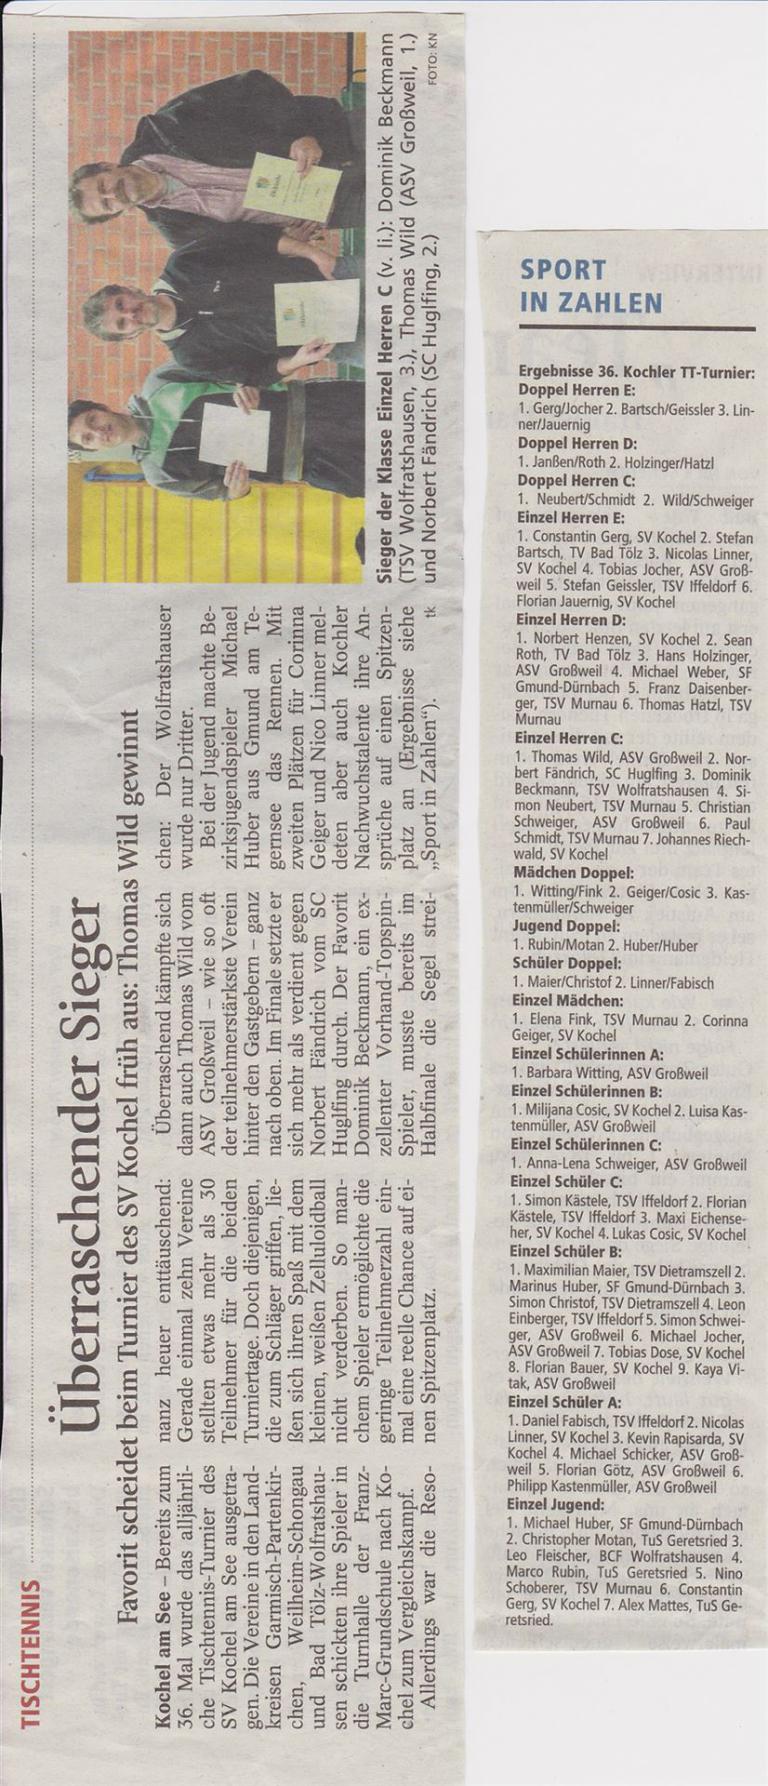 TISCHTENNIS
Überraschender Sieger
Favorit scheidet beim Turnier des SV Kochel früh aus: Thomas Wild gewinnt
Kochel am See – Bereits zum
36. Mal wurde das alljährli-
che Tischtennis-Turnier des
SV Kochel am See ausgetra-
gen. Die Vereine in den Land-
kreisen Garmisch-Partenkir-
chen, Weilheim-Schongau
und Bad Tölz-Wolfratshau-
sen schickten ihre Spieler in
die Turnhalle der Franz-
Marc-Grundschule nach Ko-
chel zum Vergleichskampf.
Allerdings war die Reso-
nanz heuer enttäuschend:
Gerade einmal zehn Vereine
stellten etwas mehr als 30
Teilnehmer für die beiden
Turniertage. Doch diejenigen,
die zum Schläger griffen, lie-
ßen sich ihren Spaß mit dem
kleinen, weißen Zelluloidball
nicht verderben. So man-
chem Spieler ermöglichte die
geringe Teilnehmerzahl ein-
mal eine reelle Chance auf ei-
nen Spitzenplatz.
Überraschend kämpfte sich
dann auch Thomas Wild vom
ASV Großweil – wie so oft
der teilnehmerstärkste Verein
hinter den Gastgebern – ganz
nach oben. Im Finale setzte er
sich mehr als verdient gegen
Norbert Fändrich vom SC
Huglfing durch. Der Favorit
Dominik Beckmann, ein ex-
zellenter Vorhand-Topspin-
Spieler, musste bereits im
Halbfinale die Segel strei-
chen: Der Wolfratshauser
wurde nur Dritter.
Bei der Jugend machte Be-
zirksjugendspieler Michael
Huber aus Gmund am Te-
gernsee das Rennen. Mit
zweiten Plätzen für Corinna
Geiger und Nico Linner mel-
deten aber auch Kochler
Nachwuchstalente ihre An-
sprüche auf einen Spitzen-
platz an (Ergebnisse siehe
„Sport in Zahlen“). tk
Sieger der Klasse Einzel Herren C (v. li.): Dominik Beckmann
(TSV Wolfratshausen, 3.), Thomas Wild (ASV Großweil, 1.)
und Norbert Fändrich (SC Huglfing, 2.)
FOTO: KN
SPORT
IN ZAHLEN
Ergebnisse 36. Kochler TT-Turnier:
Doppel Herren E:
1. Gerg/Jocher 2. Bartsch/Geissler 3. Lin-
ner/Jauernig
Doppel Herren D:
1. Janßen/Roth 2. Holzinger/Hatzl
Doppel Herren C:
1. Neubert/Schmidt 2. Wild/Schweiger
Einzel Herren E:
1. Constantin Gerg, SV Kochel 2. Stefan
Bartsch, TV Bad Tölz 3. Nicolas Linner,
SV Kochel 4. Tobias Jocher, ASV Groß-
weil 5. Stefan Geissler, TSV Iffeldorf 6.
Florian Jauernig, SV Kochel
Einzel Herren D:
1. Norbert Henzen, SV Kochel 2. Sean
Roth, TV Bad Tölz 3. Hans Holzinger,
ASV Großweil 4. Michael Weber, SF
Gmund-Dürnbach 5. Franz Daisenber-
ger, TSV Murnau 6. Thomas Hatzl, TSV
Murnau
Einzel Herren C:
1. Thomas Wild, ASV Großweil 2. Nor-
bert Fändrich, SC Huglfing 3. Dominik
Beckmann, TSV Wolfratshausen 4. Si-
mon Neubert, TSV Murnau 5. Christian
Schweiger, ASV Großweil 6. Paul
Schmidt, TSV Murnau 7. Johannes Riech-
wald, SV Kochel
Mädchen Doppel:
1. Witting/Fink 2. Geiger/Cosic 3. Kas-
tenmüller/Schweiger
Jugend Doppel:
1. Rubin/Motan 2. Huber/Huber
Schüler Doppel:
1. Maier/Christof 2. Linner/Fabisch
Einzel Mädchen:
1. Elena Fink, TSV Murnau 2. Corinna
Geiger, SV Kochel
Einzel Schülerinnen A:
1. Barbara Witting, ASV Großweil
Einzel Schülerinnen B:
1. Milijana Cosic, SV Kochel 2. Luisa Kas-
tenmüller, ASV Großweil
Einzel Schülerinnen C:
1. Anna-Lena Schweiger, ASV Großweil
Einzel Schüler C:
1. Simon Kästele, TSV Iffeldorf 2. Florian
Kästele, TSV Iffeldorf 3. Maxi Eichense-
her, SV Kochel 4. Lukas Cosic, SV Kochel
Einzel Schüler B:
1. Maximilian Maier, TSV Dietramszell 2.
Marinus Huber, SF Gmund-Dürnbach 3.
Simon Christof, TSV Dietramszell 4. Leon
Einberger, TSV Iffeldorf 5. Simon Schwei-
ger, ASV Großweil 6. Michael Jocher,
ASV Großweil 7. Tobias Dose, SV Kochel
8. Florian Bauer, SV Kochel 9. Kaya Vi-
tak, ASV Großweil
Einzel Schüler A:
1. Daniel Fabisch, TSV Iffeldorf 2. Nicolas
Linner, SV Kochel 3. Kevin Rapisarda, SV
Kochel 4. Michael Schicker, ASV Groß-
weil 5. Florian Götz, ASV Großweil 6.
Philipp Kastenmüller, ASV Großweil
Einzel Jugend:
1. Michael Huber, SF Gmund-Dürnbach
2. Christopher Motan, TuS Geretsried 3.
Leo Fleischer, BCF Wolfratshausen 4.
Marco Rubin, TuS Geretsried 5. Nino
Schoberer, TSV Murnau 6. Constantin
Gerg, SV Kochel 7. Alex Mattes, TuS Ge-
retsried.